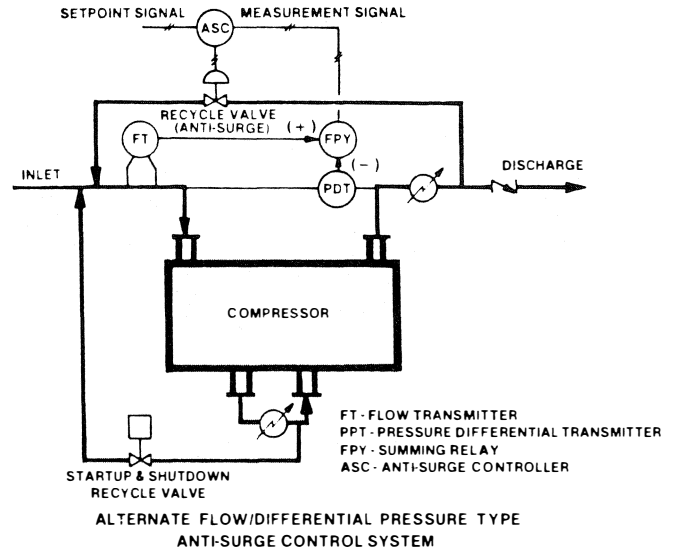 SETPOINT SIGNAL
ASC
MEASUREMENT SIGNAL
RECYCLE VALVE
(ANTI-SURGE)
(+)
FT
FPY
(-)
INLET
PDT
DISCHARGE
COMPRESSOR
FT - FLOW TRANSMITTER
PPT - PRESSURE DIFFERENTIAL TRANSMITTER
FPY - SUMMING RELAY
ASC - ANTI-SURGE CONTROLLER
STARTUP & SHUTDOWN
RECYCLE VALVE
ALTERNATE FLOW/DIFFERENTIAL PRESSURE TYPE
ANTI-SURGE CONTROL SYSTEM